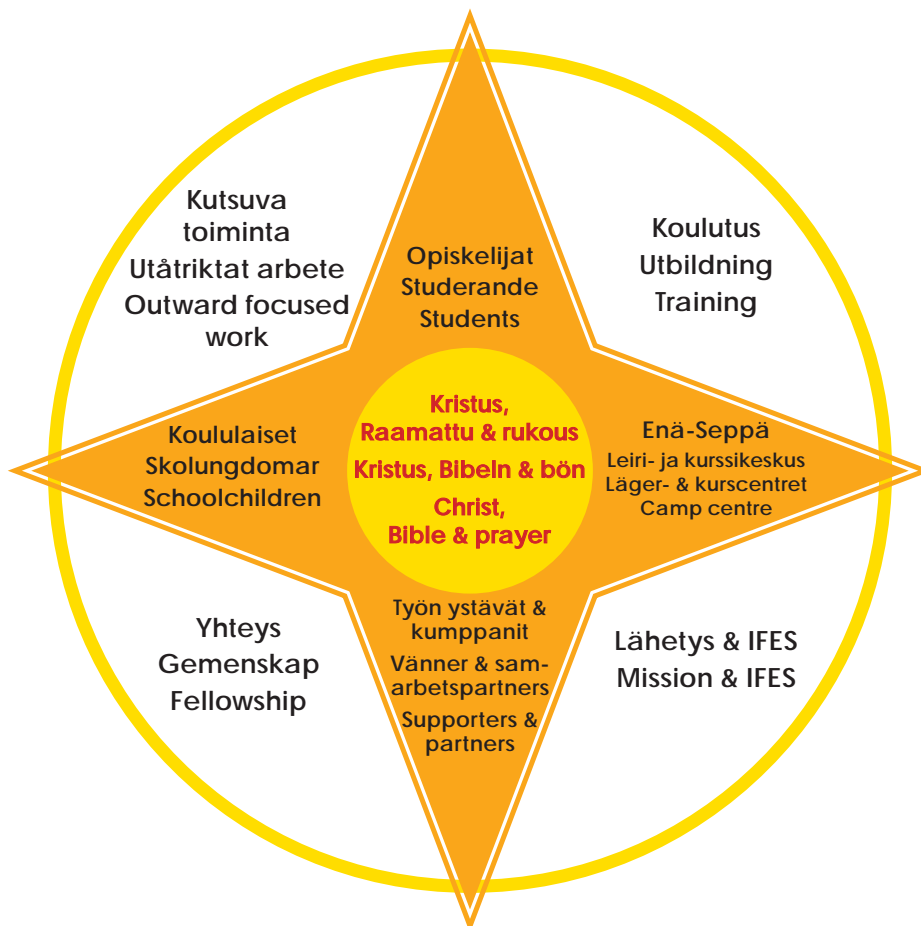 Kutsuva
toiminta
Utåtriktat arbete
Outward focused
work
Opiskelijat
Studerande
Students
Koulutus
Utbildning
Training
Koululaiset
Skolungdomar
Schoolchildren
Kristus,
Raamattu & rukous
Kristus, Bibeln & bön
Christ,
Bible & prayer
Enä-Seppä
Leiri- ja kurssikeskus
Läger- & kurscentret
Camp centre
Yhteys
Gemenskap
Fellowship
Työn ystävät &
kumppanit
Vänner & sam-
arbetspartners
Supporters &
partners
Lähetys & IFES
Mission & IFES